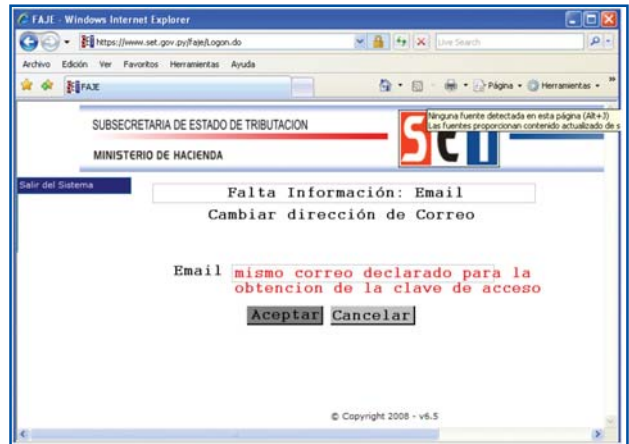 FAJE - Windows Internet Explorer
https://www.set.gov.py/faje/Logon.do
Live Search
Archivo Edición Ver Favoritos Herramientas Ayuda
FAJE
Página
Herramientas
Ninguna fuente detectada en esta página (Alt+J)
Las fuentes proporcionan contenido actualizado de s
SUBSECRETARIA DE ESTADO DE TRIBUTACION
MINISTERIO DE HACIENDA
SET
Salir del Sistema
Falta Información: Email
Cambiar dirección de Correo
Email
mismo correo declarado para la
obtencion de la clave de acceso
Aceptar Cancelar
© Copyright 2008 - v6.5